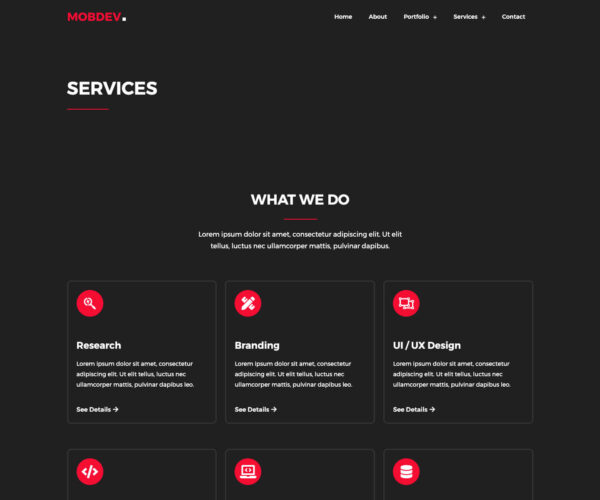 MOBDEV.
Home About Portfolio + Services + Contact
SERVICES
WHAT WE DO
Lorem ipsum dolor sit amet, consectetur adipiscing elit. Ut elit
tellus, luctus nec ullamcorper mattis, pulvinar dapibus.
Research
Lorem ipsum dolor sit amet, consectetur
adipiscing elit. Ut elit tellus, luctus nec
ullamcorper mattis, pulvinar dapibus leo.
See Details →
Branding
Lorem ipsum dolor sit amet, consectetur
adipiscing elit. Ut elit tellus, luctus nec
ullamcorper mattis, pulvinar dapibus leo.
See Details →
UI / UX Design
Lorem ipsum dolor sit amet, consectetur
adipiscing elit. Ut elit tellus, luctus nec
ullamcorper mattis, pulvinar dapibus leo.
See Details →